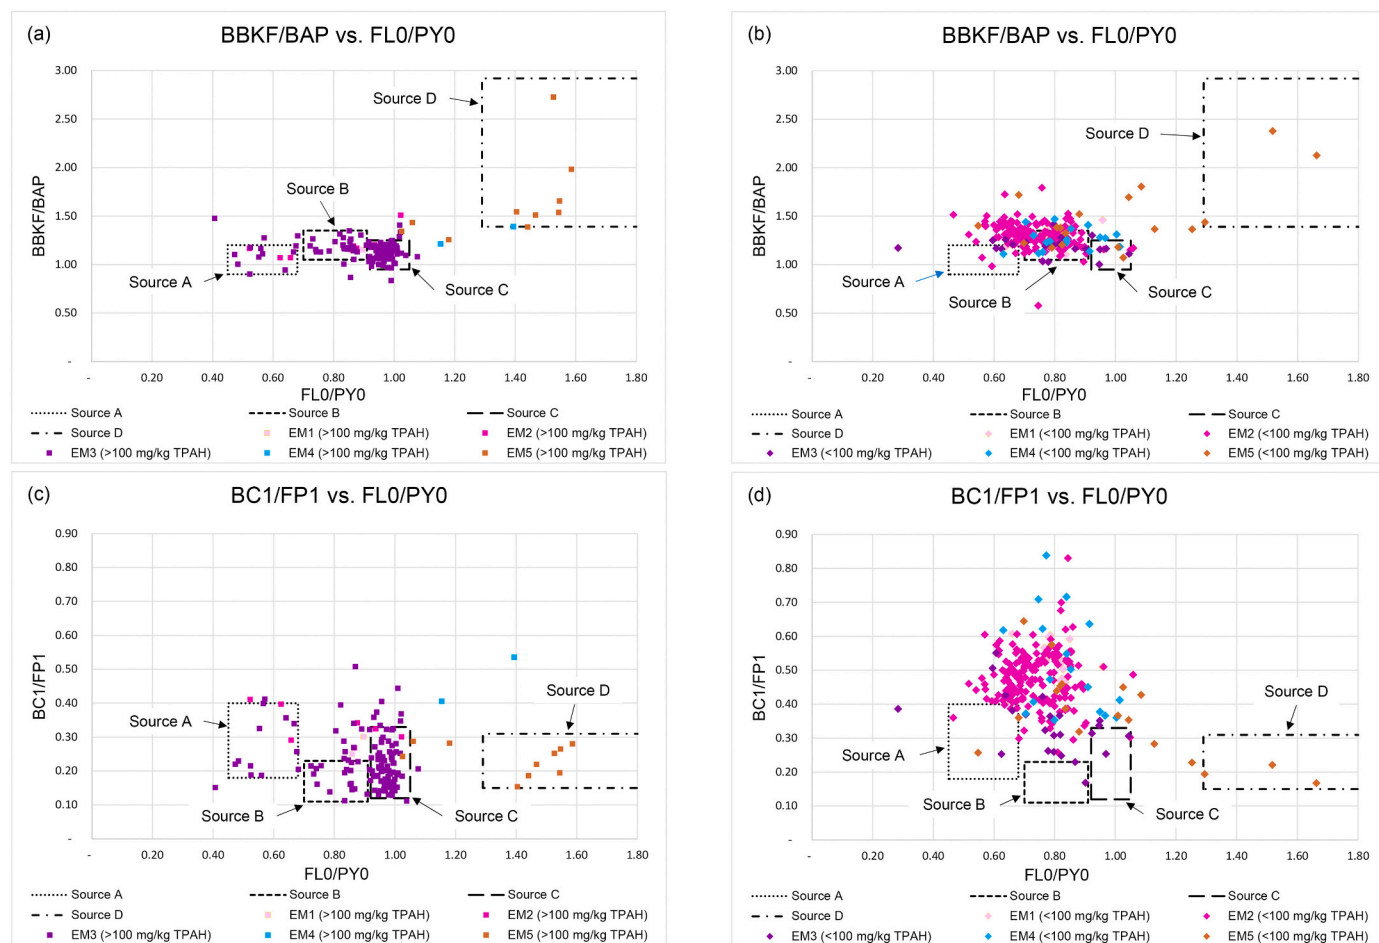 (a) BBKF/BAP vs. FL0/PY0
3.00
2.50
2.00
1.50
1.00
0.50
-
BBKF/BAP
Source D
Source B
Source A
Source C
- 0.20 0.40 0.60 0.80 1.00 1.20 1.40 1.60 1.80
FL0/PY0
Source A Source B Source C
Source D EM1 (>100 mg/kg TPAH) EM2 (>100 mg/kg TPAH)
EM3 (>100 mg/kg TPAH) EM4 (>100 mg/kg TPAH) EM5 (>100 mg/kg TPAH)
(b) BBKF/BAP vs. FL0/PY0
3.00
2.50
2.00
1.50
1.00
0.50
-
BBKF/BAP
Source D
Source A
Source B
Source C
- 0.20 0.40 0.60 0.80 1.00 1.20 1.40 1.60 1.80
FL0/PY0
Source A Source B Source C
Source D EM1 (<100 mg/kg TPAH) EM2 (<100 mg/kg TPAH)
EM3 (<100 mg/kg TPAH) EM4 (<100 mg/kg TPAH) EM5 (<100 mg/kg TPAH)
(c) BC1/FP1 vs. FL0/PY0
0.90
0.80
0.70
0.60
0.50
0.40
0.30
0.20
0.10
-
BC1/FP1
Source D
Source A
Source B
Source C
- 0.20 0.40 0.60 0.80 1.00 1.20 1.40 1.60 1.80
FL0/PY0
Source A Source B Source C
Source D EM1 (>100 mg/kg TPAH) EM2 (>100 mg/kg TPAH)
EM3 (>100 mg/kg TPAH) EM4 (>100 mg/kg TPAH) EM5 (>100 mg/kg TPAH)
(d) BC1/FP1 vs. FL0/PY0
0.90
0.80
0.70
0.60
0.50
0.40
0.30
0.20
0.10
-
BC1/FP1
Source D
Source A
Source B
Source C
- 0.20 0.40 0.60 0.80 1.00 1.20 1.40 1.60 1.80
FL0/PY0
Source A Source B Source C
Source D EM1 (<100 mg/kg TPAH) EM2 (<100 mg/kg TPAH)
EM3 (<100 mg/kg TPAH) EM4 (<100 mg/kg TPAH) EM5 (<100 mg/kg TPAH)